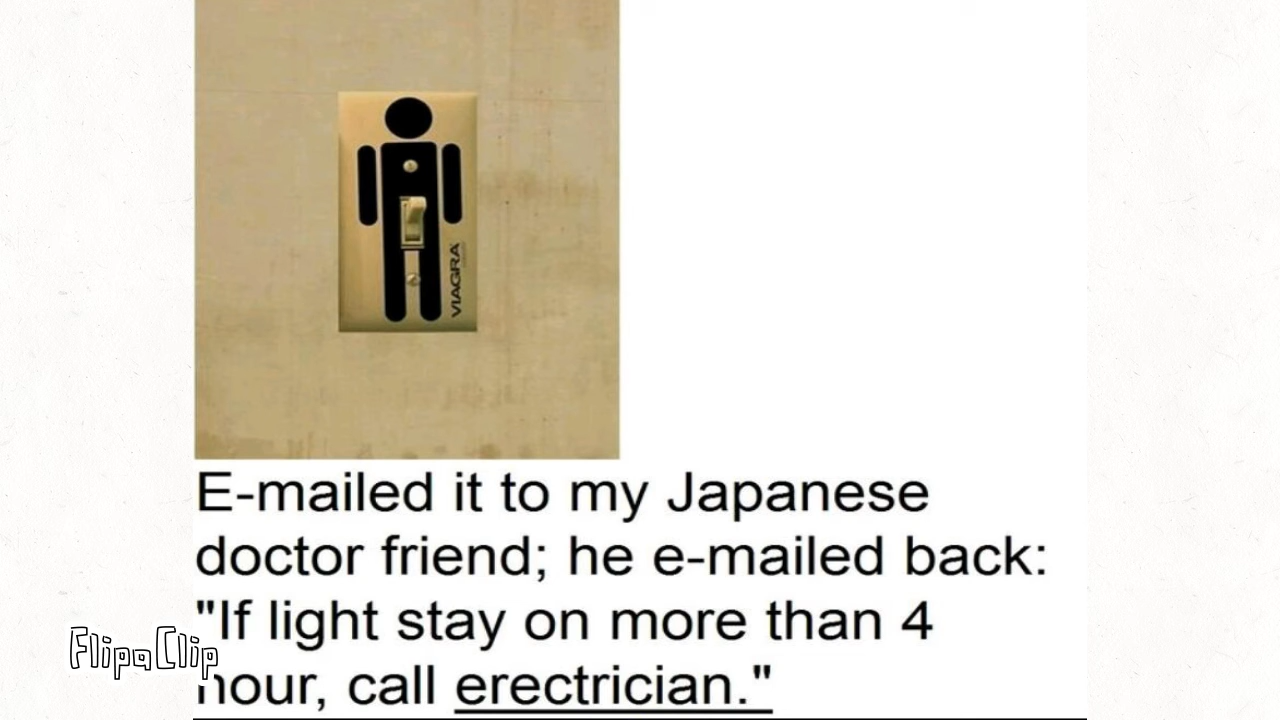 VIAGRA
E-mailed it to my Japanese
doctor friend; he e-mailed back:
"If light stay on more than 4
hour, call erectrician."
FlipaClip